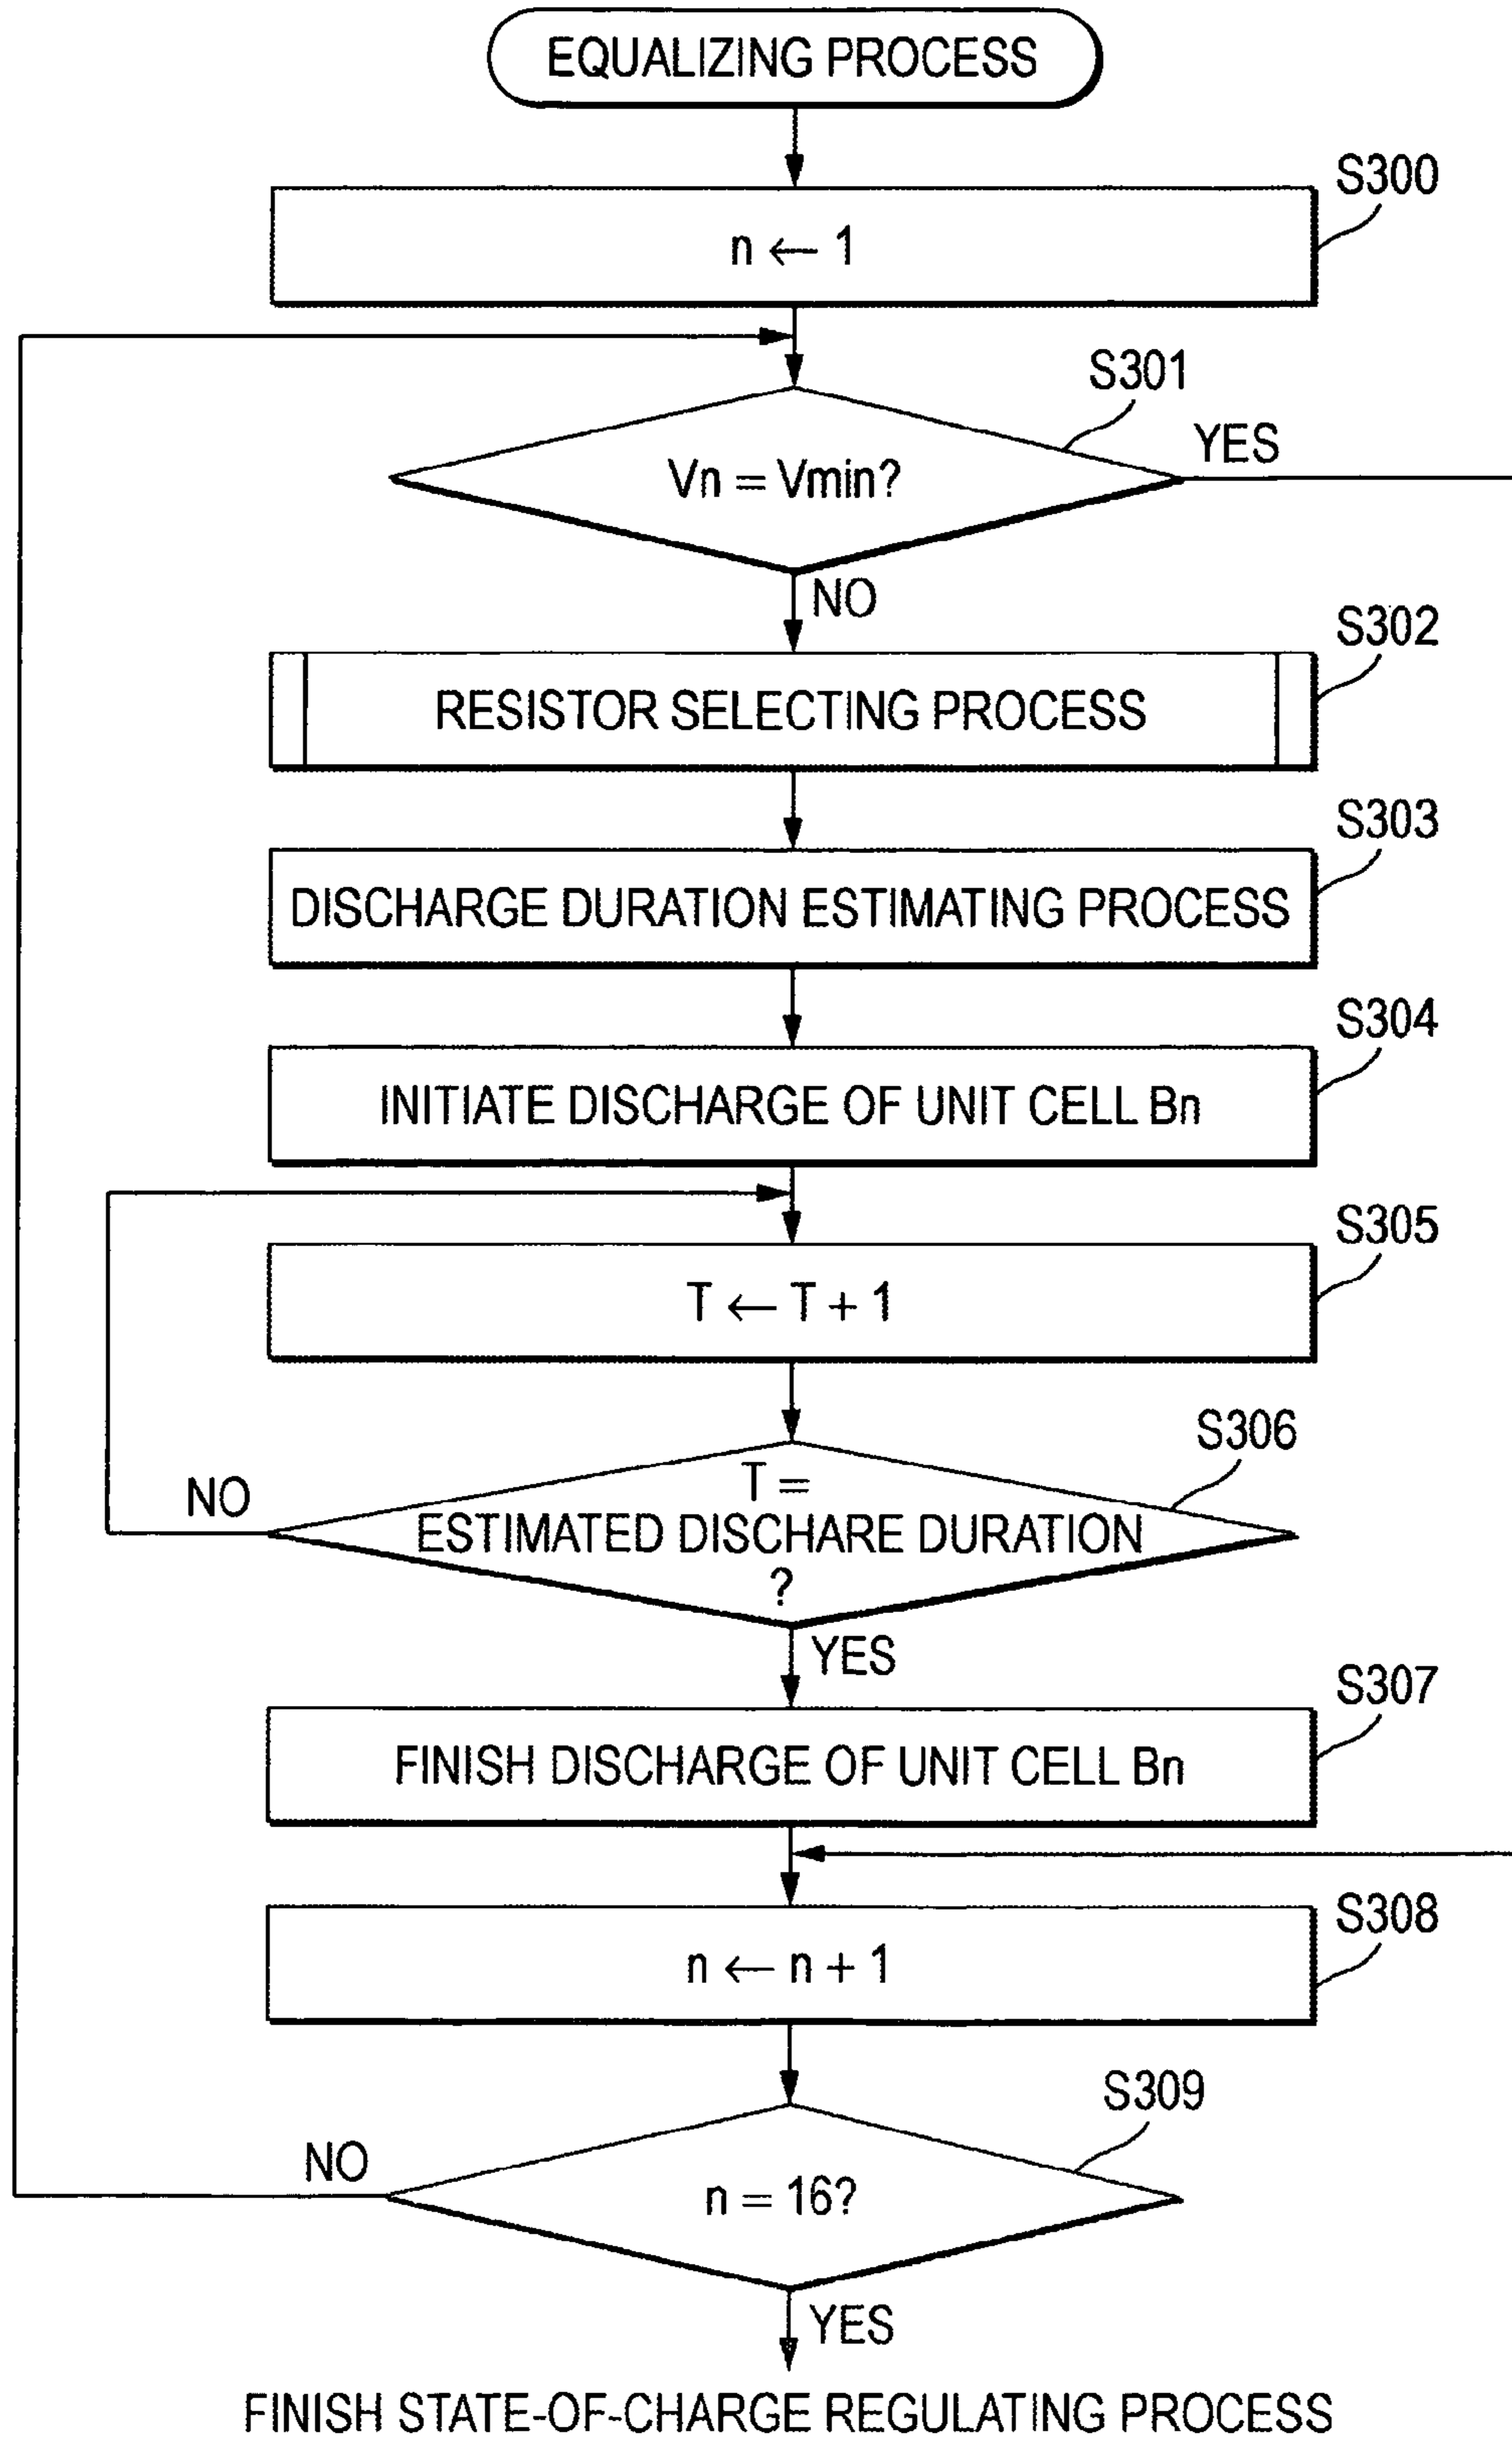 EQUALIZING PROCESS
S300
n ← 1
S301
Vn = Vmin?
YES
NO
S302
RESISTOR SELECTING PROCESS
S303
DISCHARGE DURATION ESTIMATING PROCESS
S304
INITIATE DISCHARGE OF UNIT CELL Bn
S305
T ← T + 1
S306
NO
T =
ESTIMATED DISCHARE DURATION
?
YES
S307
FINISH DISCHARGE OF UNIT CELL Bn
S308
n ← n + 1
S309
NO
n = 16?
YES
FINISH STATE-OF-CHARGE REGULATING PROCESS